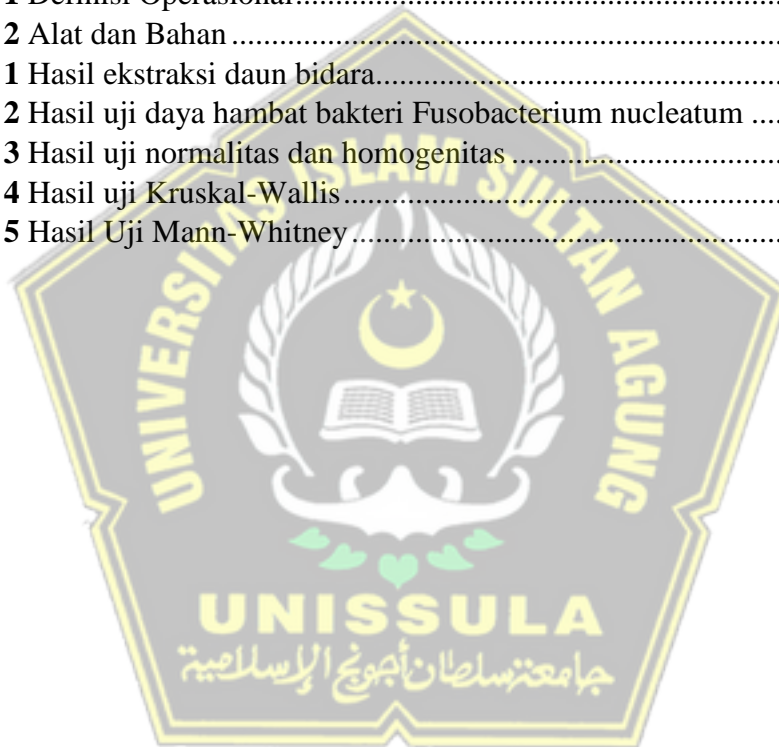 1 Definisi Operasional..........................................................
2 Alat dan Bahan..........................................................
1 Hasil ekstraksi daun bidara..........................................................
2 Hasil uji daya hambat bakteri Fusobacterium nucleatum ....
3 Hasil uji normalitas dan homogenitas..........................................................
4 Hasil uji Kruskal-Wallis..........................................................
5 Hasil Uji Mann-Whitney..........................................................
UNIVERSITAS ISLAM SULTAN AGUNG
UNISSULA
جامعتسلطان أجونج الإسلامية